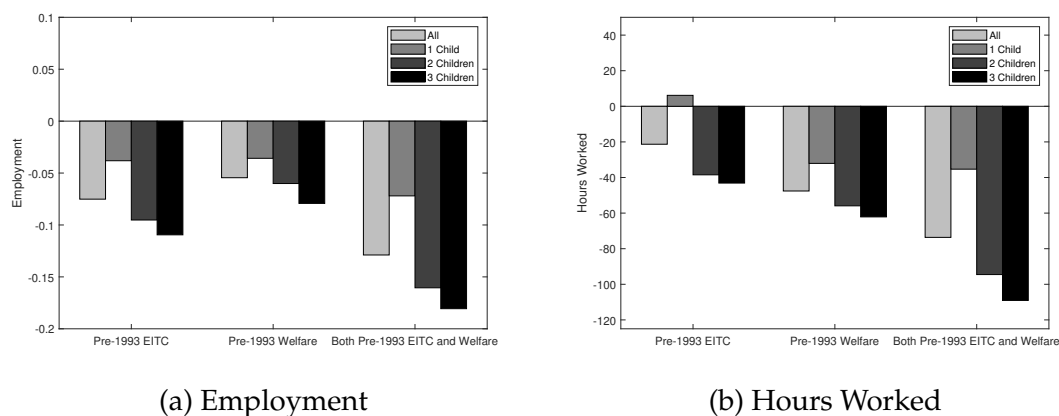 0.1
0.05
0
-0.05
-0.1
-0.15
-0.2
Employment
All
1 Child
2 Children
3 Children
Pre-1993 EITC
Pre-1993 Welfare
Both Pre-1993 EITC and Welfare
(a) Employment
40
20
0
-20
-40
-60
-80
-100
-120
Hours Worked
All
1 Child
2 Children
3 Children
Pre-1993 EITC
Pre-1993 Welfare
Both Pre-1993 EITC and Welfare
(b) Hours Worked